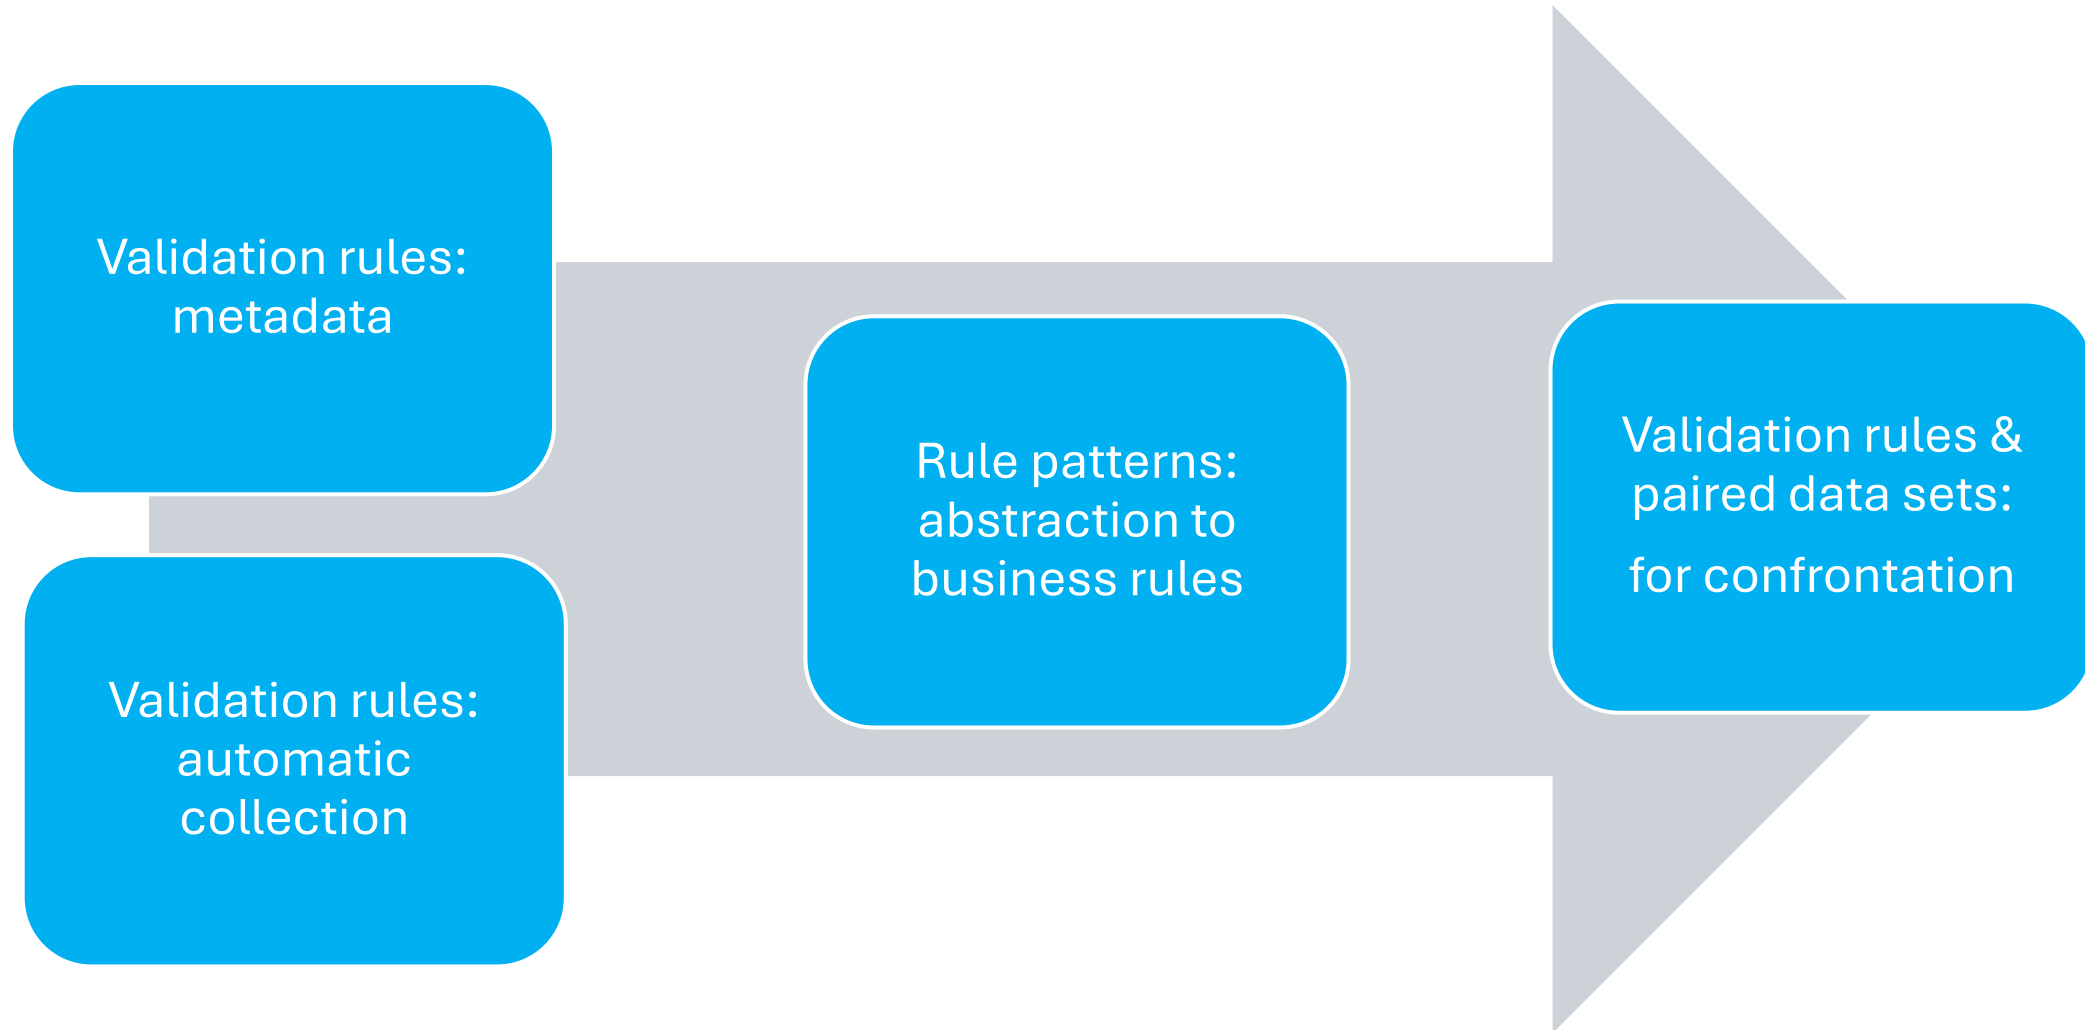 Validation rules:
metadata
Validation rules:
automatic
collection
Rule patterns:
abstraction to
business rules
Validation rules &
paired data sets:
for confrontation